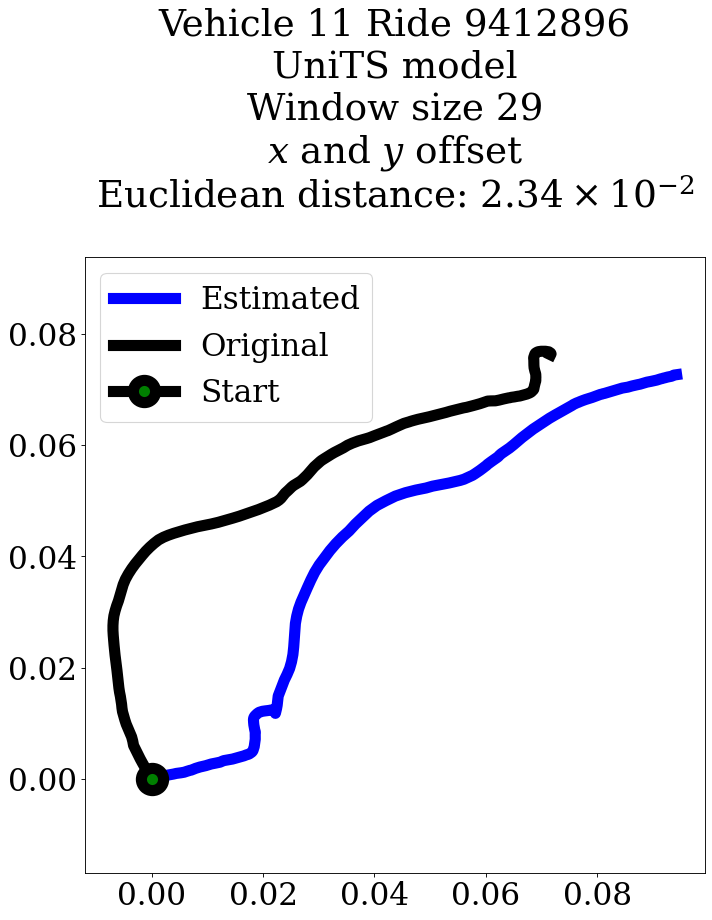 Vehicle 11 Ride 9412896
UniTS model
Window size 29
x and y offset
Euclidean distance: 2.34 × 10⁻²
Estimated
Original
Start
0.08
0.06
0.04
0.02
0.00
0.00 0.02 0.04 0.06 0.08